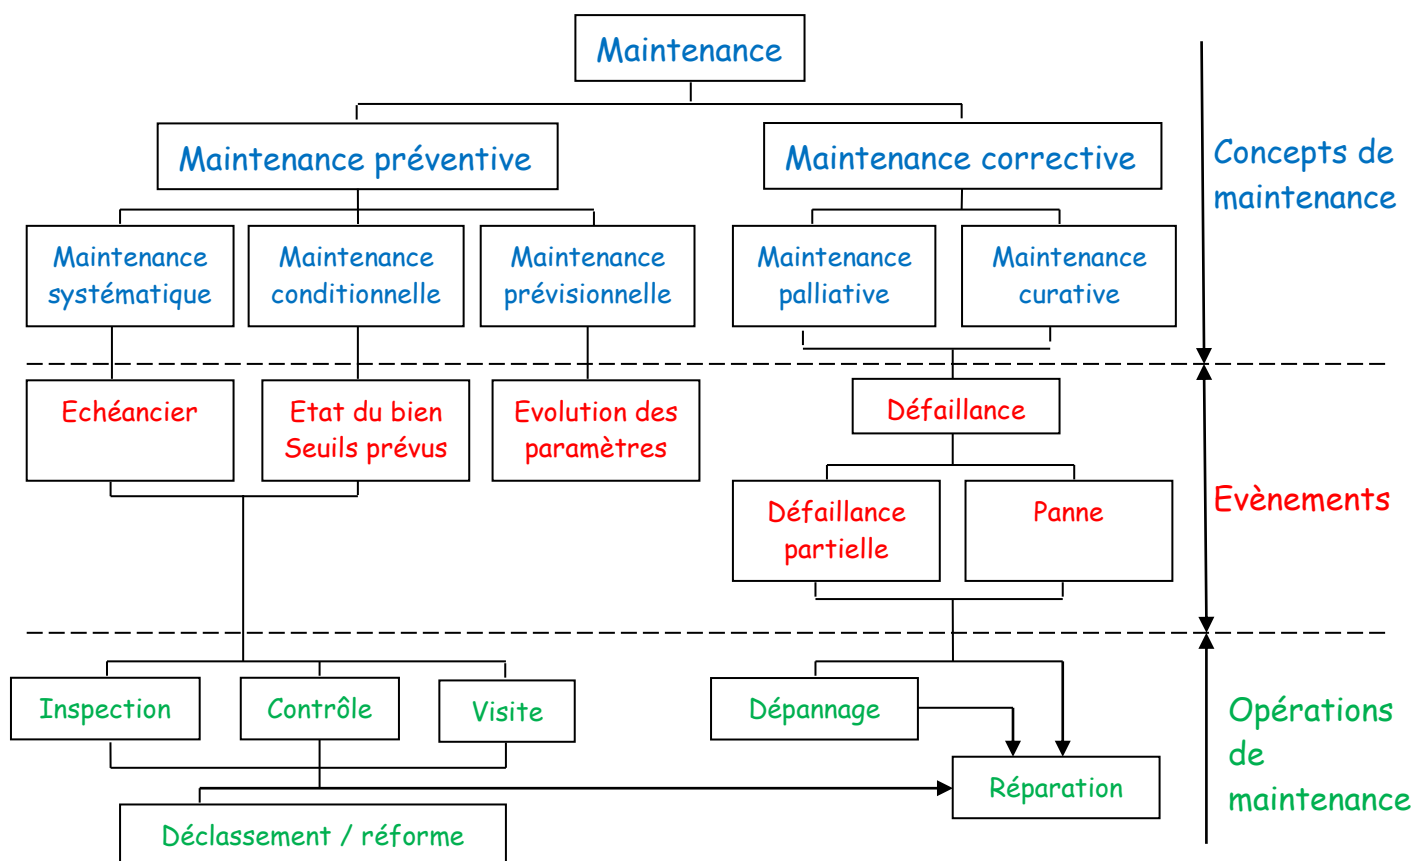 Maintenance
Maintenance préventive
Maintenance corrective
Concepts de
maintenance
Maintenance
systématique
Maintenance
conditionnelle
Maintenance
prévisionnelle
Maintenance
palliative
Maintenance
curative
Echéancier
Etat du bien
Seuils prévus
Evolution des
paramètres
Défaillance
Défaillance
partielle
Panne
Evènements
Inspection
Contrôle
Visite
Dépannage
Réparation
Déclassement / réforme
Opérations
de
maintenance